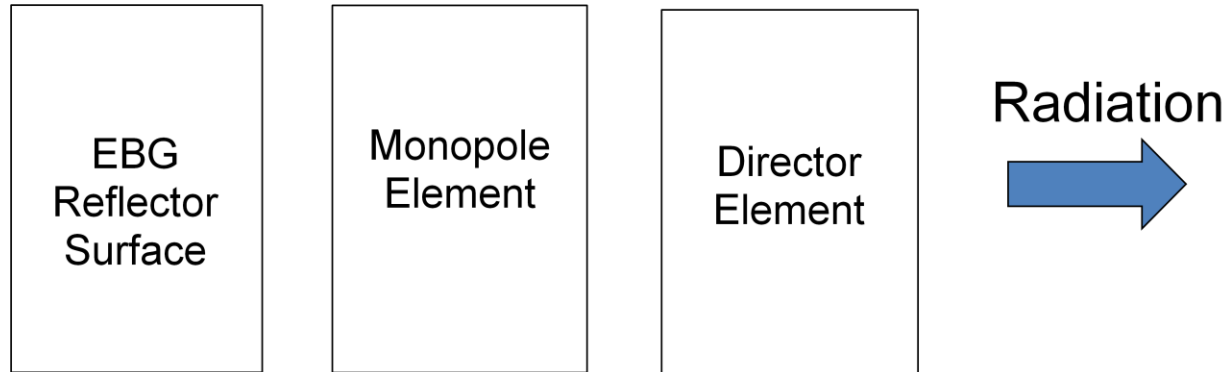 EBG
Reflector
Surface
Monopole
Element
Director
Element
Radiation